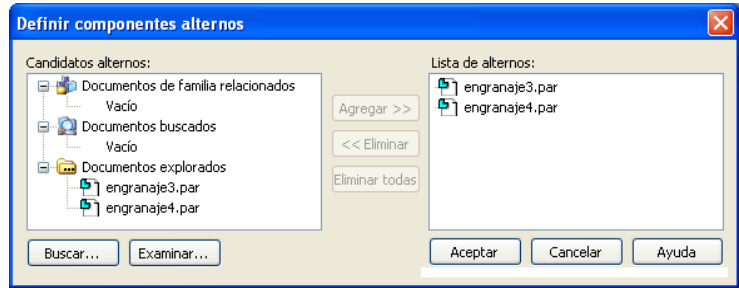 Definir componentes alternos
Candidatos alternos:
Documentos de familia relacionados
Vacío
Documentos buscados
Vacío
Documentos explorados
engranaje3.par
engranaje4.par
Buscar...
Examinar...
Agregar >>
<< Eliminar
Eliminar todas
Lista de alternos:
engranaje3.par
engranaje4.par
Aceptar
Cancelar
Ayuda